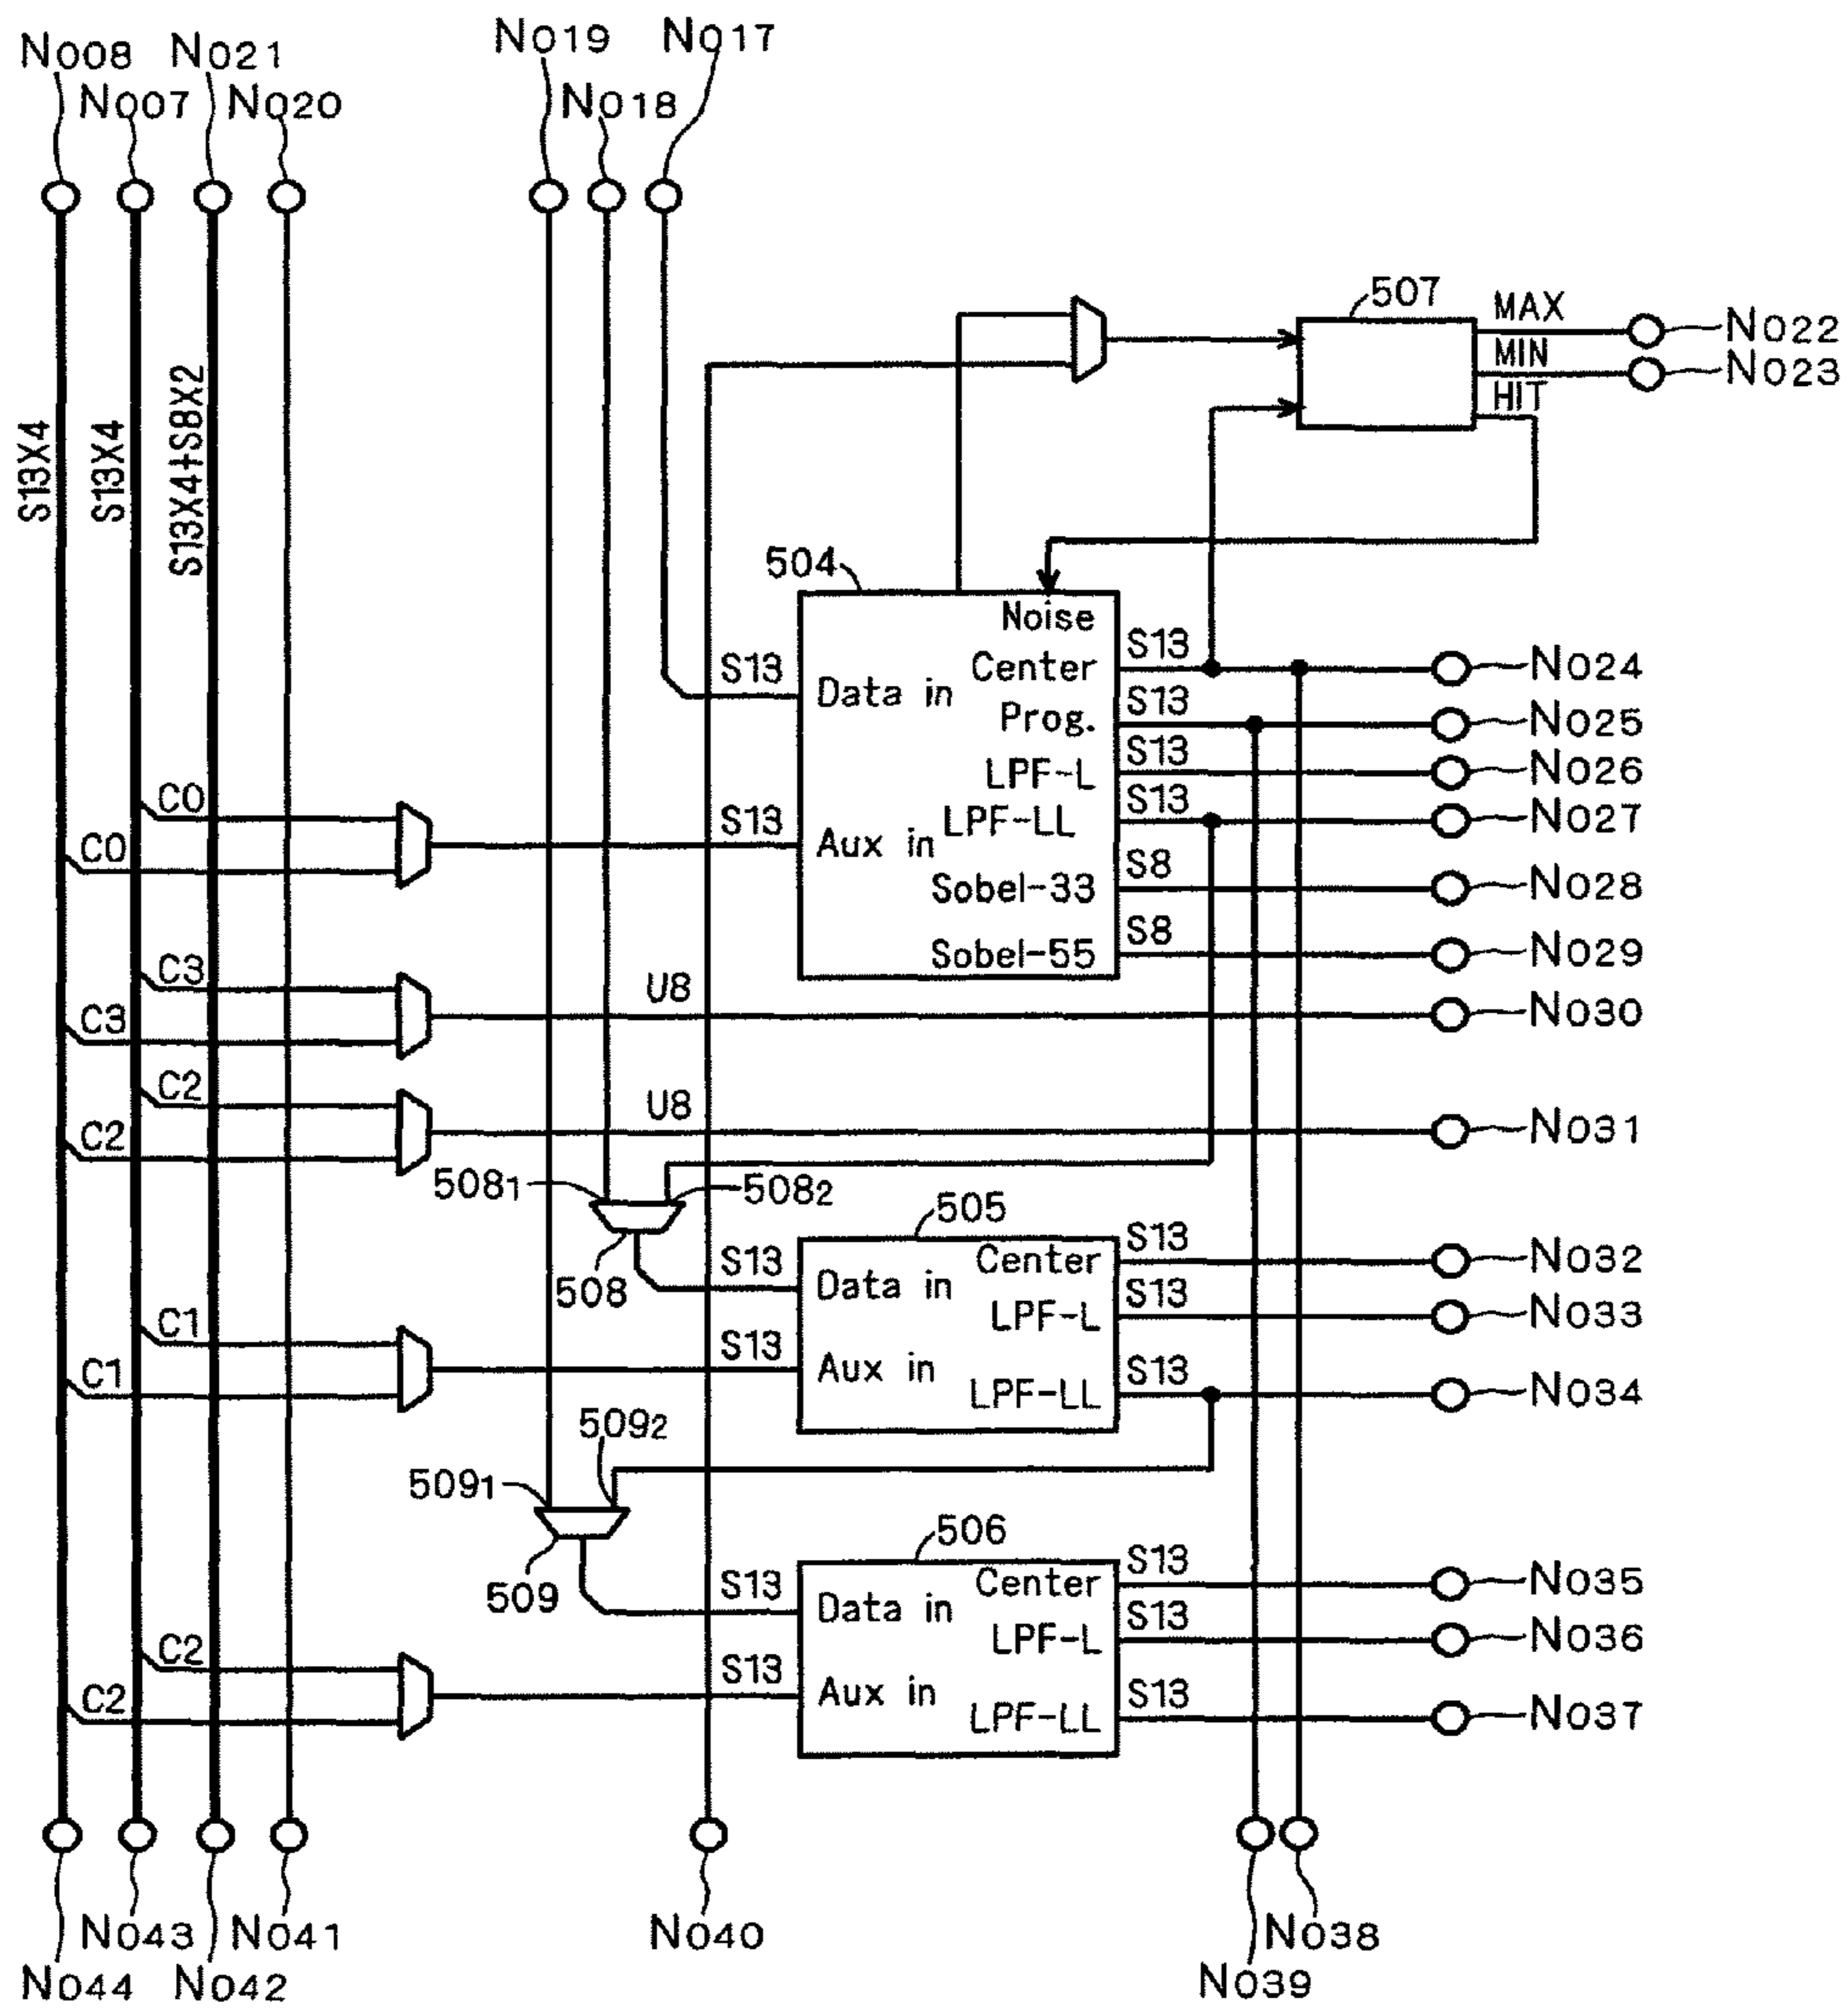 N019 N017
N008 N021
N007 N020 N018
507 MAX
N022
MIN
N023
HIT
S13X4
S13X4
S13X4+S8X2
504
Noise
S13
Center
N024
S13
Data in
S13
Prog.
N025
S13
LPF-L
N026
S13
LPF-LL
N027
C0
C0
S13
Aux in
S8
Sobel-33
N028
S8
Sobel-55
N029
C3
C3
U8
N030
C2
C2
U8
N031
5081
5082
508
505
S13
Data in
Center
S13
N032
LPF-L
S13
N033
C1
C1
S13
Aux in
LPF-LL
S13
N034
5092
5091
509
506
S13
Data in
Center
S13
N035
LPF-L
S13
N036
C2
C2
S13
Aux in
LPF-LL
S13
N037
N043 N041 N040 N038
N044 N042 N039